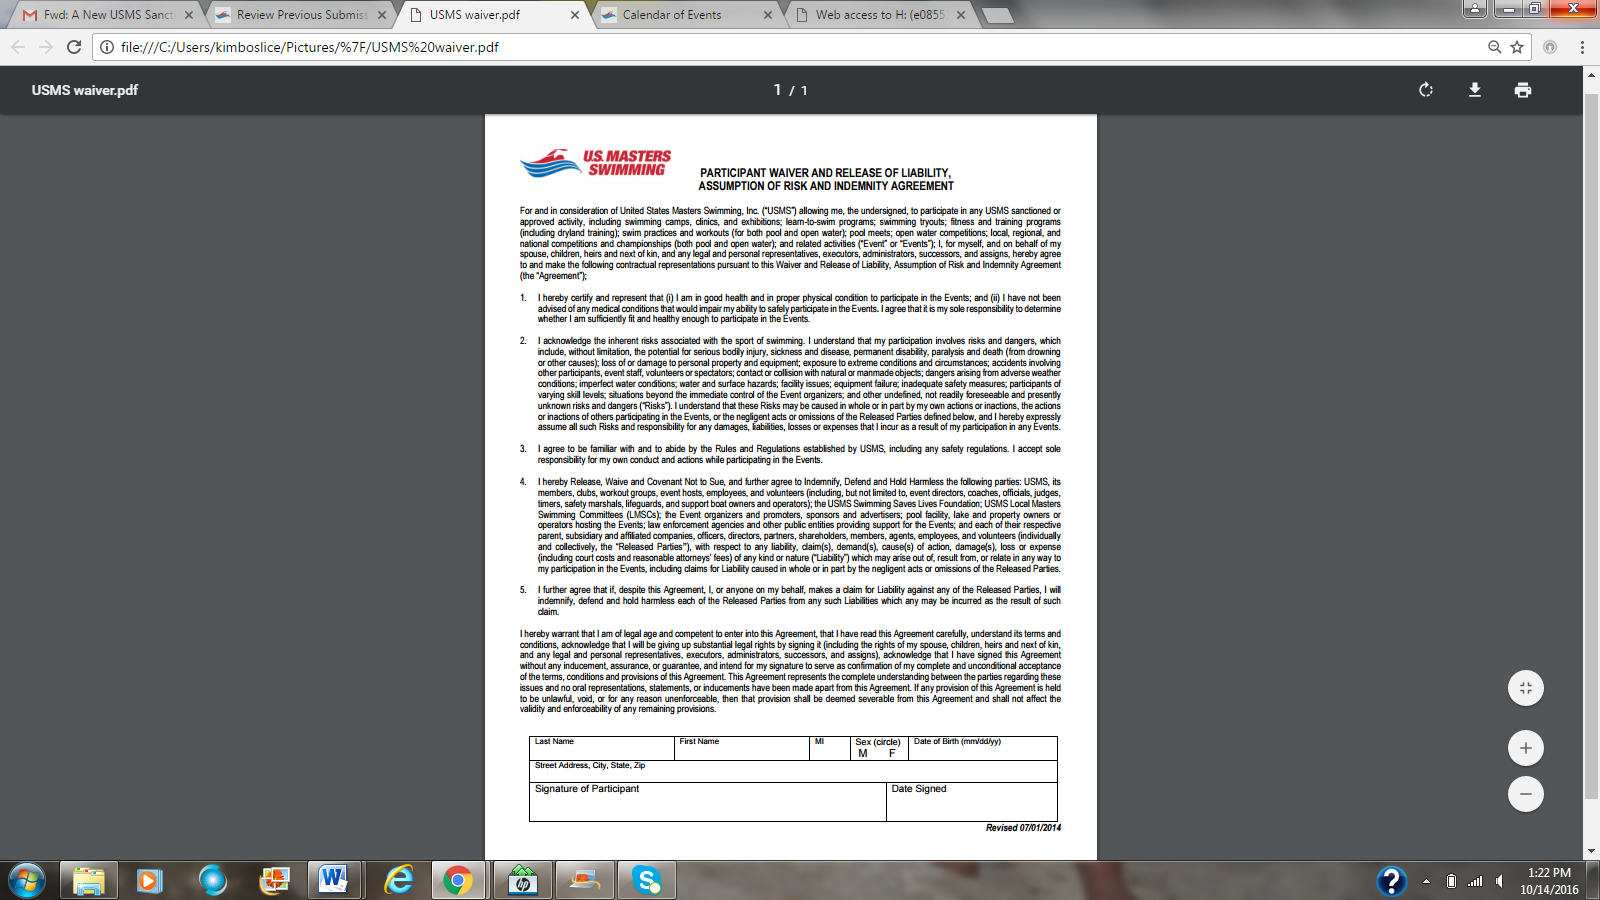 Fwd: A New USMS Sanct
Review Previous Submiss
USMS waiver.pdf
Calendar of Events
Web access to H: (e0855
file:///C:/Users/kimboslice/Pictures/%7F/USMS%20waiver.pdf
USMS waiver.pdf
1 / 1
U.S. MASTERS
SWIMMING
PARTICIPANT WAIVER AND RELEASE OF LIABILITY,
ASSUMPTION OF RISK AND INDEMNITY AGREEMENT
For and in consideration of United States Masters Swimming, Inc. ("USMS") allowing me, the undersigned, to participate in any USMS sanctioned or
approved activity, including swimming camps, clinics, and exhibitions; learn-to-swim programs; swimming tryouts; fitness and training programs
(including dryland training); swim practices and workouts (for both pool and open water); pool meets; open water competitions; local, regional, and
national competitions and championships (both pool and open water); and related activities ("Event" or "Events"); I, for myself, and on behalf of my
spouse, children, heirs and next of kin, and any legal and personal representatives, executors, administrators, successors, and assigns, hereby agree
to and make the following contractual representations pursuant to this Waiver and Release of Liability, Assumption of Risk and Indemnity Agreement
(the "Agreement");
1. I hereby certify and represent that (i) I am in good health and in proper physical condition to participate in the Events; and (ii) I have not been
advised of any medical conditions that would impair my ability to safely participate in the Events. I agree that it is my sole responsibility to determine
whether I am sufficiently fit and healthy enough to participate in the Events.
2. I acknowledge the inherent risks associated with the sport of swimming. I understand that my participation involves risks and dangers, which
include, without limitation, the potential for serious bodily injury, sickness and disease, permanent disability, paralysis and death (from drowning
or other causes); loss of or damage to personal property and equipment; exposure to extreme conditions and circumstances; accidents involving
other participants, event staff, volunteers or spectators; contact or collision with natural or manmade objects; dangers arising from adverse weather
conditions; imperfect water conditions; water and surface hazards; facility issues; equipment failure; inadequate safety measures; participants of
varying skill levels; situations beyond the immediate control of the Event organizers; and other undefined, not readily foreseeable and presently
unknown risks and dangers ("Risks"). I understand that these Risks may be caused in whole or in part by my own actions or inactions, the actions
or inactions of others participating in the Events, or the negligent acts or omissions of the Released Parties defined below, and I hereby expressly
assume all such Risks and responsibility for any damages, liabilities, losses or expenses that I incur as a result of my participation in any Events.
3. I agree to be familiar with and to abide by the Rules and Regulations established by USMS, including any safety regulations. I accept sole
responsibility for my own conduct and actions while participating in the Events.
4. I hereby Release, Waive and Covenant Not to Sue, and further agree to Indemnify, Defend and Hold Harmless the following parties: USMS, its
members, clubs, workout groups, event hosts, employees, and volunteers (including, but not limited to, event directors, coaches, officials, judges,
timers, safety marshals, lifeguards, and support boat owners and operators); the USMS Swimming Saves Lives Foundation; USMS Local Masters
Swimming Committees (LMSCs); the Event organizers and promoters, sponsors and advertisers; pool facility, lake and property owners or
operators hosting the Events; law enforcement agencies and other public entities providing support for the Events; and each of their respective
parent, subsidiary and affiliated companies, officers, directors, partners, shareholders, members, agents, employees, and volunteers (individually
and collectively, the "Released Parties"), with respect to any liability, claim(s), demand(s), cause(s) of action, damage(s), loss or expense
(including court costs and reasonable attorneys' fees) of any kind or nature ("Liability") which may arise out of, result from, or relate in any way to
my participation in the Events, including claims for Liability caused in whole or in part by the negligent acts or omissions of the Released Parties.
5. I further agree that if, despite this Agreement, I, or anyone on my behalf, makes a claim for Liability against any of the Released Parties, I will
indemnify, defend and hold harmless each of the Released Parties from any such Liabilities which any may be incurred as the result of such
claim.
I hereby warrant that I am of legal age and competent to enter into this Agreement, that I have read this Agreement carefully, understand its terms and
conditions, acknowledge that I will be giving up substantial legal rights by signing it (including the rights of my spouse, children, heirs and next of kin,
and any legal and personal representatives, executors, administrators, successors, and assigns), acknowledge that I have signed this Agreement
without any inducement, assurance, or guarantee, and intend for my signature to serve as confirmation of my complete and unconditional acceptance
of the terms, conditions and provisions of this Agreement. This Agreement represents the complete understanding between the parties regarding these
issues and no oral representations, statements, or inducements have been made apart from this Agreement. If any provision of this Agreement is held
to be unlawful, void, or for any reason unenforceable, then that provision shall be deemed severable from this Agreement and shall not affect the
validity and enforceability of any remaining provisions.
Last Name
First Name
MI
Sex (circle)
M F
Date of Birth (mm/dd/yy)
Street Address, City, State, Zip
Signature of Participant
Date Signed
Revised 07/01/2014
1:22 PM
10/14/2016